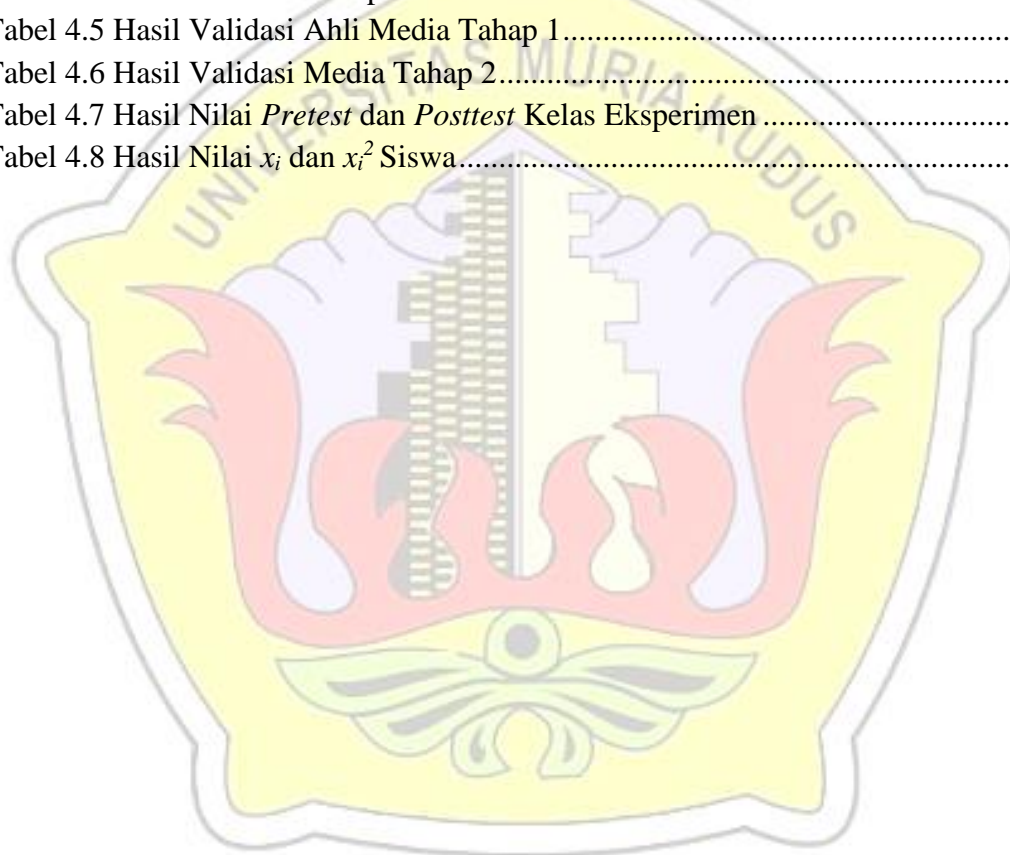 Tabel 4.5 Hasil Validasi Ahli Media Tahap 1........................................................
Tabel 4.6 Hasil Validasi Media Tahap 2................................................................
Tabel 4.7 Hasil Nilai Pretest dan Posttest Kelas Eksperimen ...............................
Tabel 4.8 Hasil Nilai xᵢ dan xᵢ² Siswa.....................................................................
UNIVERSITAS MURIA KUDUS